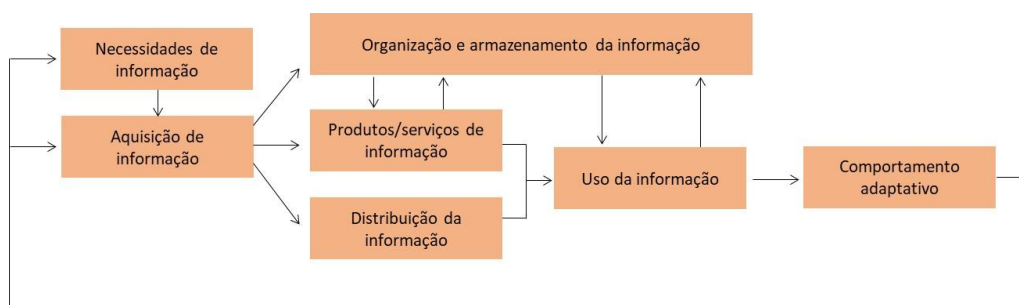 Necessidades de
informação
Aquisição de
informação
Organização e armazenamento da informação
Produtos/serviços de
informação
Distribuição da
informação
Uso da informação
Comportamento
adaptativo